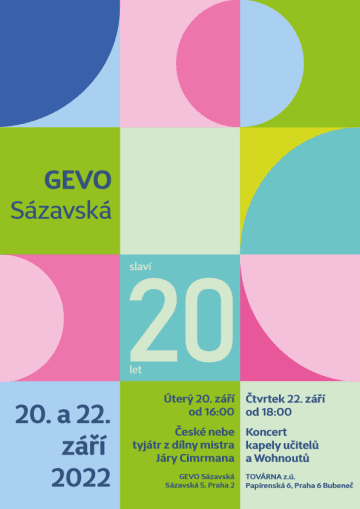 GEVO
Sázavská
slaví
20
let
20. a 22.
září
2022
Úterý 20. září
od 16:00
České nebe
tyjátr z dílny mistra
Járy Cimrmana
GEVO Sázavská
Sázavská 5, Praha 2
Čtvrtek 22. září
od 18:00
Koncert
kapely učitelů
a Wohnoutů
TOVÁRNA z.ú.
Papírenská 6, Praha 6 Bubeneč